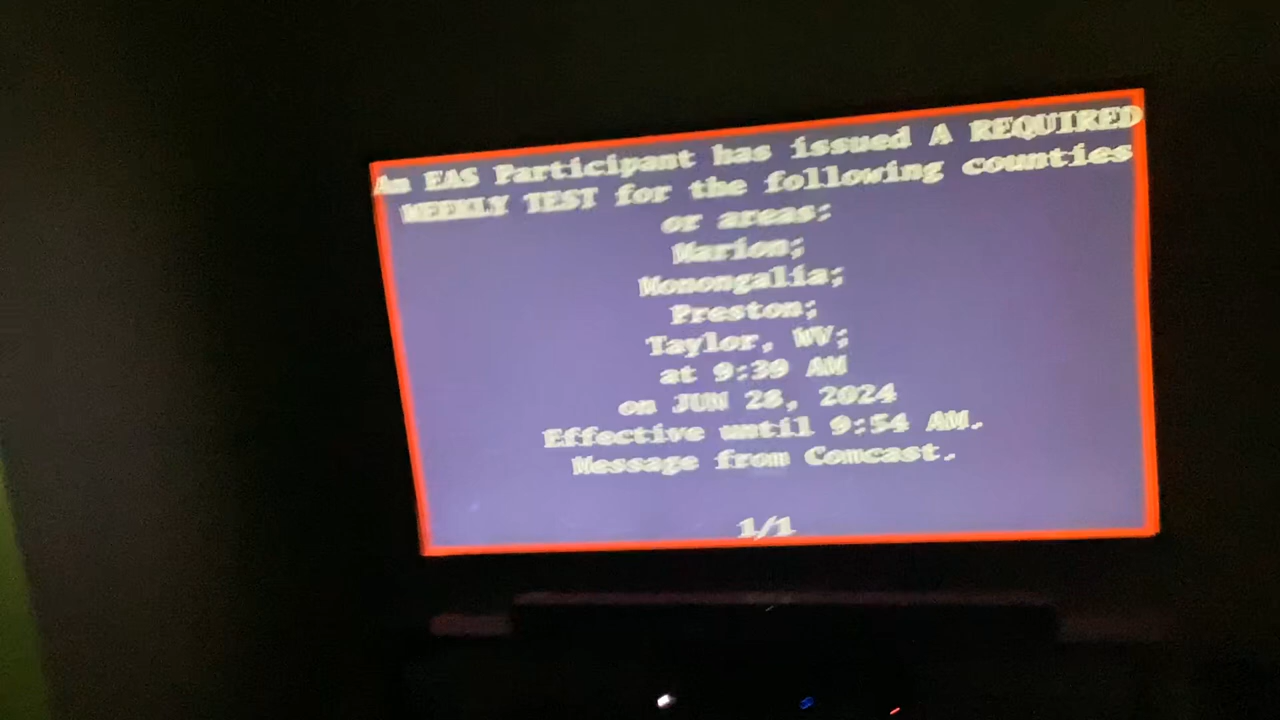 An EAS Participant has issued A REQUIRED
WEEKLY TEST for the following counties
or areas;
Marion;
Monongalia;
Preston;
Taylor, WV;
at 9:39 AM
on JUN 28, 2024
Effective until 9:54 AM.
Message from Comcast.
1/1